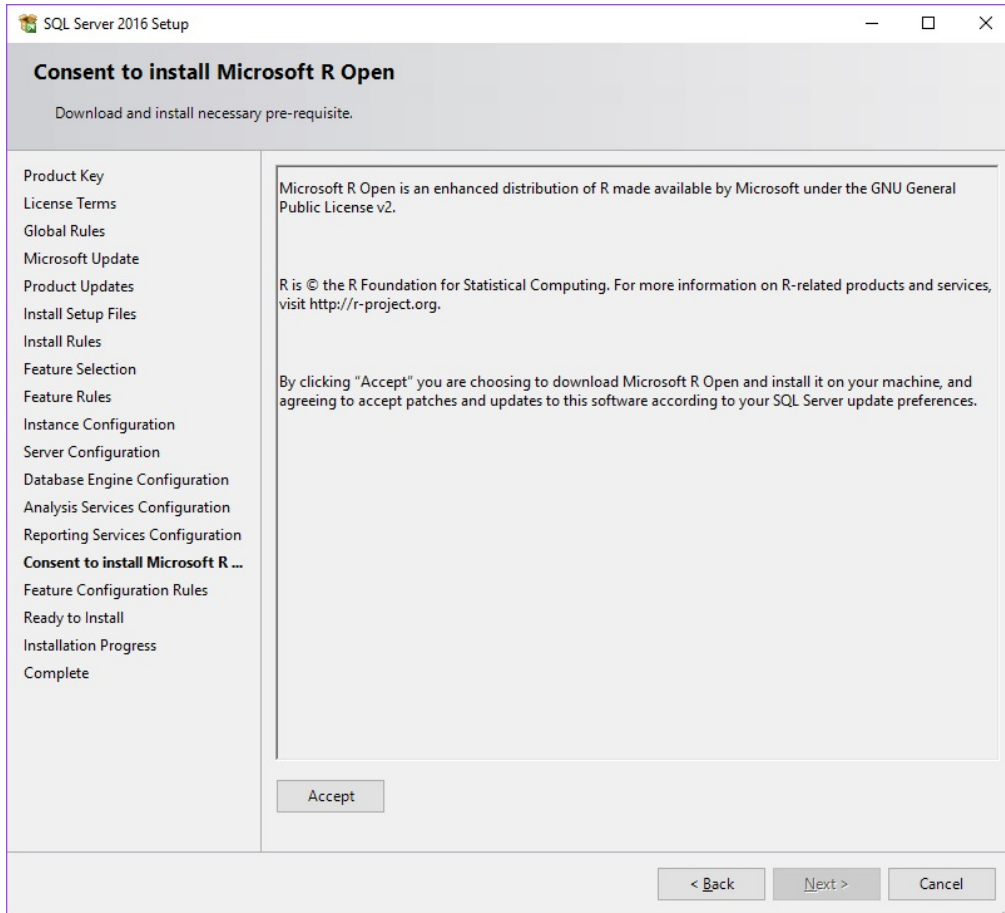 SQL Server 2016 Setup
Consent to install Microsoft R Open
Download and install necessary pre-requisite.
Product Key
License Terms
Global Rules
Microsoft Update
Product Updates
Install Setup Files
Install Rules
Feature Selection
Feature Rules
Instance Configuration
Server Configuration
Database Engine Configuration
Analysis Services Configuration
Reporting Services Configuration
Consent to install Microsoft R ...
Feature Configuration Rules
Ready to Install
Installation Progress
Complete
Microsoft R Open is an enhanced distribution of R made available by Microsoft under the GNU General
Public License v2.
R is © the R Foundation for Statistical Computing. For more information on R-related products and services,
visit http://r-project.org.
By clicking "Accept" you are choosing to download Microsoft R Open and install it on your machine, and
agreeing to accept patches and updates to this software according to your SQL Server update preferences.
Accept
< Back
Next >
Cancel